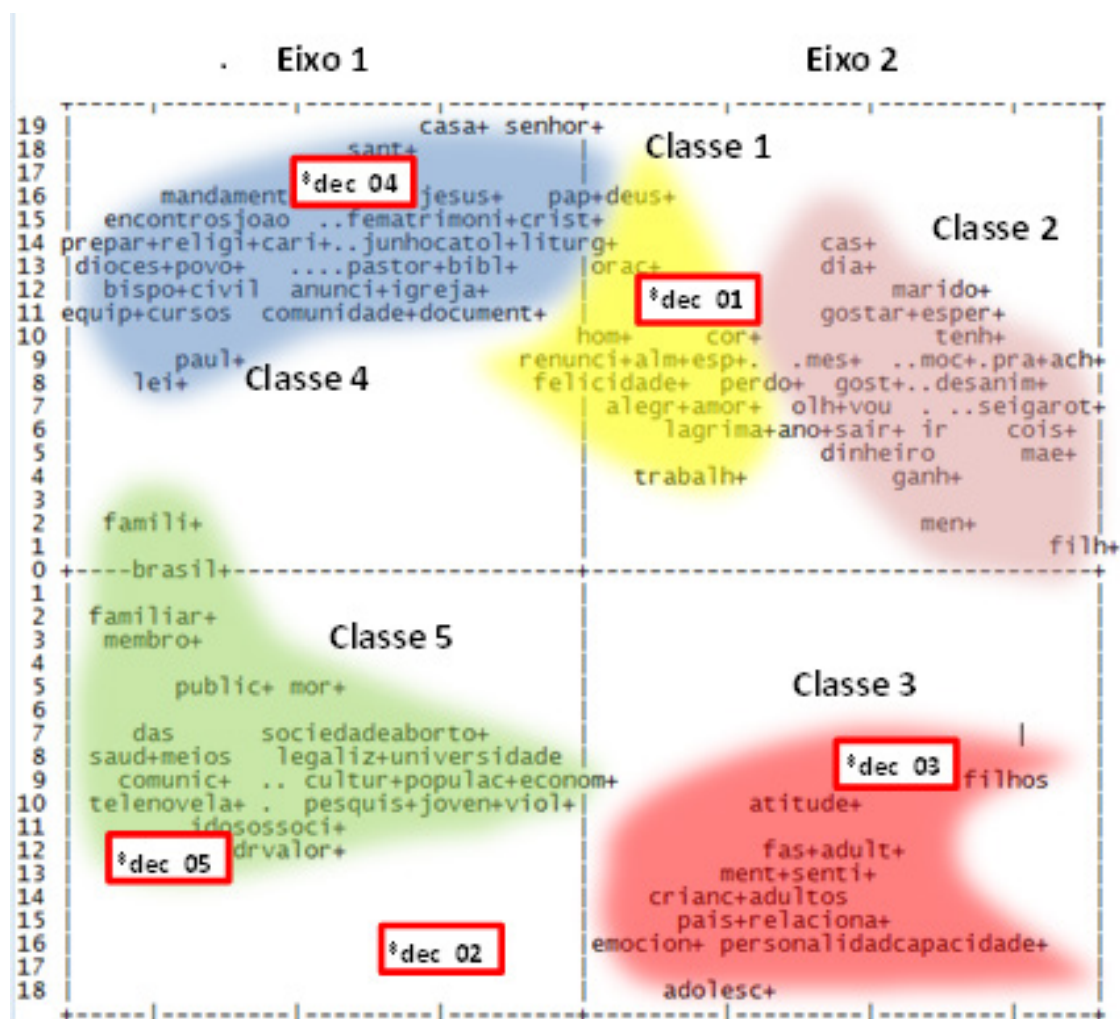 Eixo 1 Eixo 2
19 casa+ senhor+
18 sant+ Classe 1
17 *dec 04
16 mandament jesus+ pap+deus+
15 encontrosjoao ..fematrimoni+crist+
14 prepar+religi+cari+..junhocatol+liturg+ cas+ Classe 2
13 dioces+povo+ ....pastor+bibl+ orac+ dia+
12 bispo+civil anunci+igreja+ *dec 01 marido+
11 equip+cursos comunidade+document+ gostar+esper+
10 hom+ cor+ tenh+
9 paul+ renunci+alm+esp+. .mes+ ..moc+.pra+ach+
8 lei+ Classe 4 felicidade+ perdo+ gost+..desanim+
7 alegr+amor+ olh+vou . ..seigarot+
6 lagrima+ano+sair+ ir cois+
5 dinheiro mae+
4 trabalh+ ganh+
3
2 famili+ men+
1 filh+
0 brasil+
1
2 familiar+
3 membro+ Classe 5
4
5 public+ mor+ Classe 3
6
7 das sociedadeaborto+
8 saud+meios legaliz+universidade *dec 03
9 comunic+ .. cultur+populac+econom+ filhos
10 telenovela+ . pesquis+joven+viol+ atitude+
11 idosossoci+
12 *dec 05 drvalor+ fas+adult+
13 ment+senti+
14 crianc+adultos
15 pais+relaciona+
16 *dec 02 emocion+ personalidadcapacidade+
17
18 adolesc+